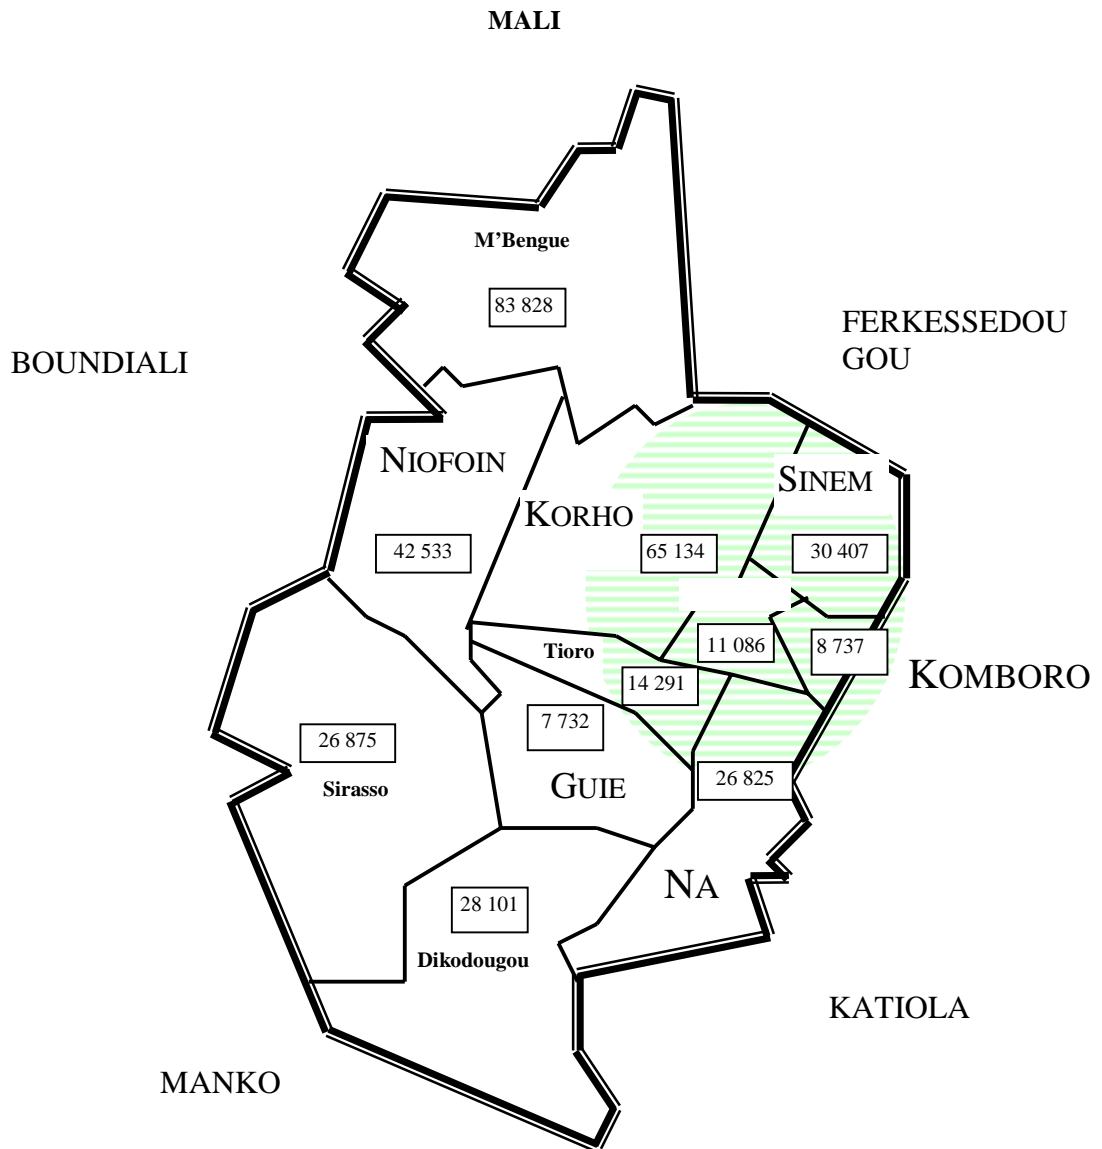 MALI
M’Bengue
83 828
FERKESSEDOU
GOU
BOUNDIALI
NIOFOIN
SINEM
KORHO
42 533
65 134
30 407
Tioro
11 086
8 737
KOMBORO
14 291
7 732
26 875
GUIE
26 825
Sirasso
NA
28 101
Dikodougou
KATIOLA
MANKO